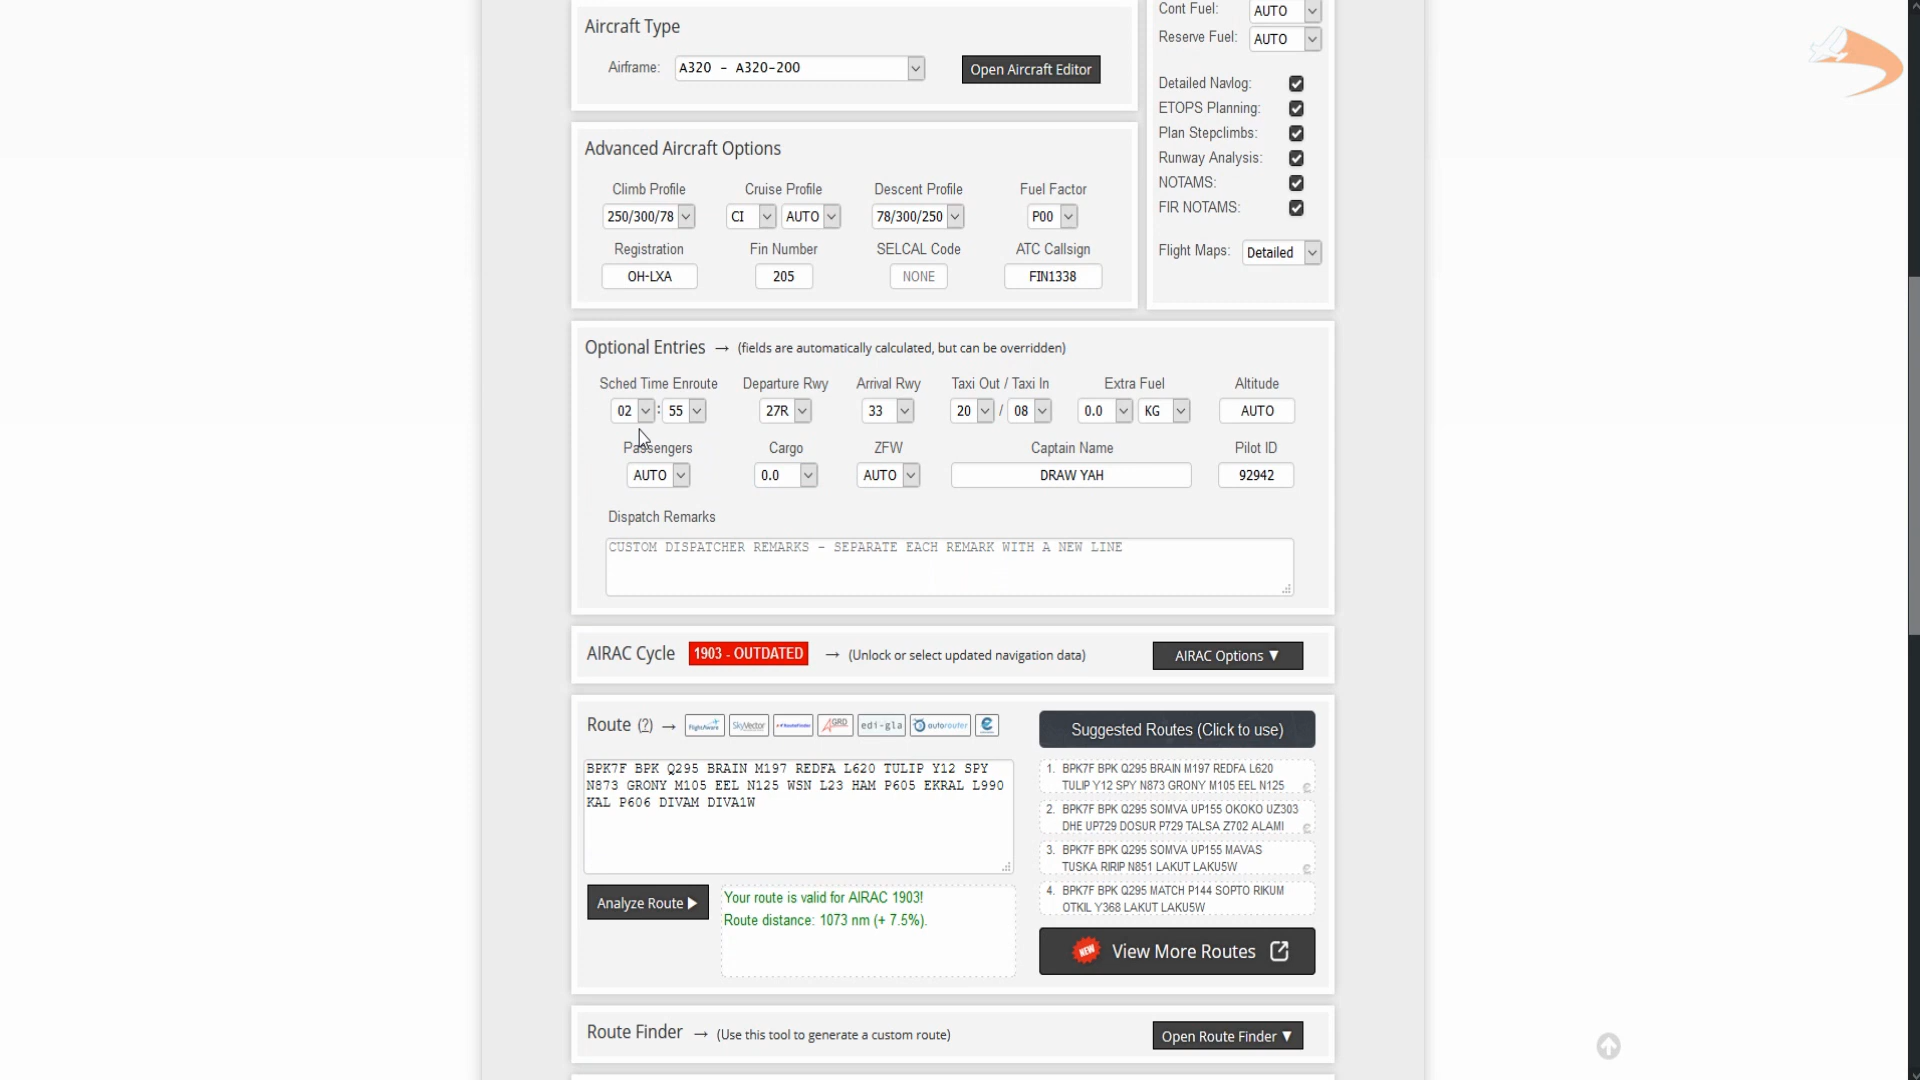 Aircraft Type
Airframe: A320 - A320-200 Open Aircraft Editor
Cont Fuel: AUTO
Reserve Fuel: AUTO
Detailed Navlog:
ETOPS Planning:
Plan Stepclimbs:
Runway Analysis:
NOTAMS:
FIR NOTAMS:
Flight Maps: Detailed
Advanced Aircraft Options
Climb Profile Cruise Profile Descent Profile Fuel Factor
250/300/78 CI AUTO 78/300/250 P00
Registration Fin Number SELCAL Code ATC Callsign
OH-LXA 205 NONE FIN1338
Optional Entries → (fields are automatically calculated, but can be overridden)
Sched Time Enroute Departure Rwy Arrival Rwy Taxi Out / Taxi In Extra Fuel Altitude
02 : 55 27R 33 20 / 08 0.0 KG AUTO
Passengers Cargo ZFW Captain Name Pilot ID
AUTO 0.0 AUTO DRAW YAH 92942
Dispatch Remarks
CUSTOM DISPATCHER REMARKS - SEPARATE EACH REMARK WITH A NEW LINE
AIRAC Cycle 1903 - OUTDATED → (Unlock or select updated navigation data) AIRAC Options ▼
Route (?) → FlightAware SkyVector RouteFinder GRD edi-gla autorouter
BPK7F BPK Q295 BRAIN M197 REDFA L620 TULIP Y12 SPY
N873 GRONY M105 EEL N125 WSN L23 HAM P605 EKRAL L990
KAL P606 DIVAM DIVA1W
Analyze Route ▶
Your route is valid for AIRAC 1903!
Route distance: 1073 nm (+ 7.5%).
Suggested Routes (Click to use)
1. BPK7F BPK Q295 BRAIN M197 REDFA L620
TULIP Y12 SPY N873 GRONY M105 EEL N125
2. BPK7F BPK Q295 SOMVA UP155 OKOKO UZ303
DHE UP729 DOSUR P729 TALSA Z702 ALAMI
3. BPK7F BPK Q295 SOMVA UP155 MAVAS
TUSKA RIRIP N851 LAKUT LAKU5W
4. BPK7F BPK Q295 MATCH P144 SOPTO RIKUM
OTKIL Y368 LAKUT LAKU5W
NEW View More Routes
Route Finder → (Use this tool to generate a custom route) Open Route Finder ▼